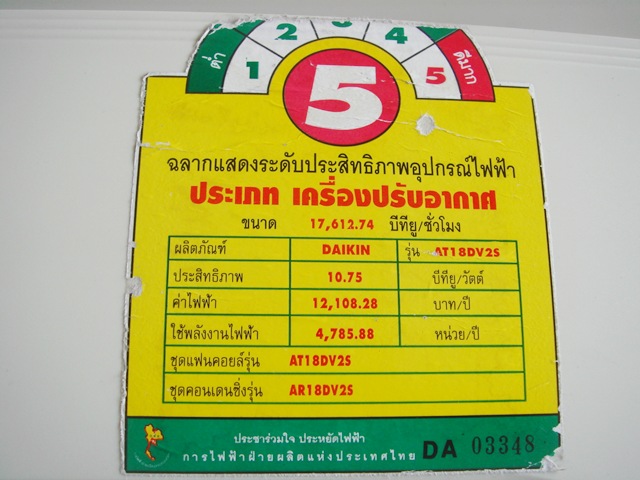 ต่ำ 1 2 3 4 5 ดีมาก
5
ฉลากแสดงระดับประสิทธิภาพอุปกรณ์ไฟฟ้า
ประเภท เครื่องปรับอากาศ
ขนาด 17,612.74 บีทียู/ชั่วโมง
ผลิตภัณฑ์ DAIKIN รุ่น AT18DV2S
ประสิทธิภาพ 10.75 บีทียู/วัตต์
ค่าไฟฟ้า 12,108.28 บาท/ปี
ใช้พลังงานไฟฟ้า 4,785.88 หน่วย/ปี
ชุดแฟนคอยล์รุ่น AT18DV2S
ชุดคอนเดนซิ่งรุ่น AR18DV2S
ประชาร่วมใจ ประหยัดไฟฟ้า
การไฟฟ้าฝ่ายผลิตแห่งประเทศไทย DA 03348